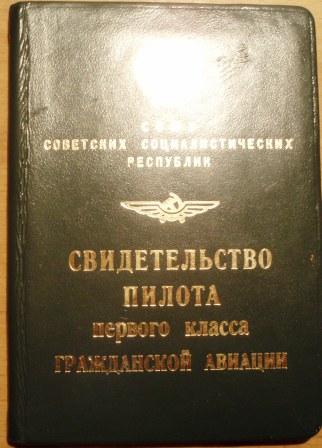 СОЮЗ
СОВЕТСКИХ СОЦИАЛИСТИЧЕСКИХ
РЕСПУБЛИК
СВИДЕТЕЛЬСТВО
ПИЛОТА
первого класса
ГРАЖДАНСКОЙ АВИАЦИИ